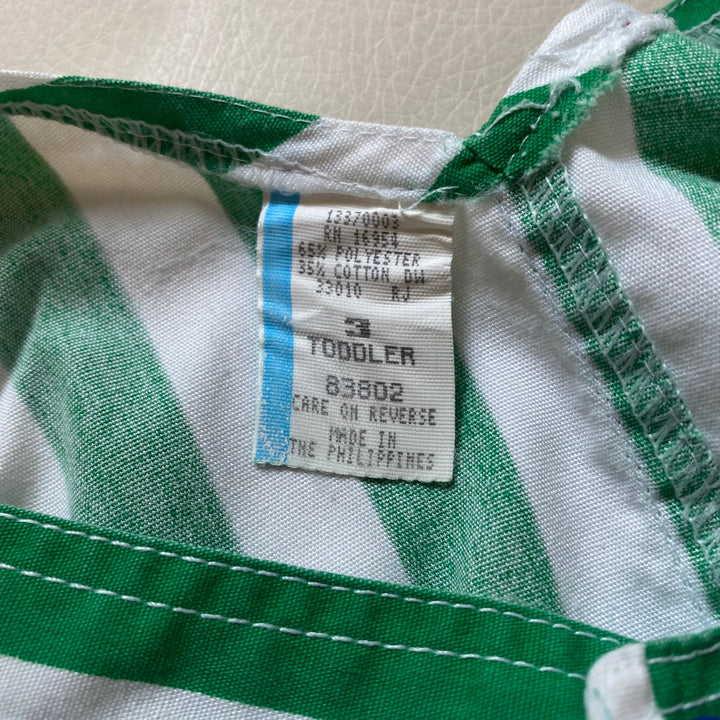 13370003
RN 16954
65% POLYESTER
35% COTTON DW
33010 RJ
3
TODDLER
83802
CARE ON REVERSE
MADE IN
THE PHILIPPINES